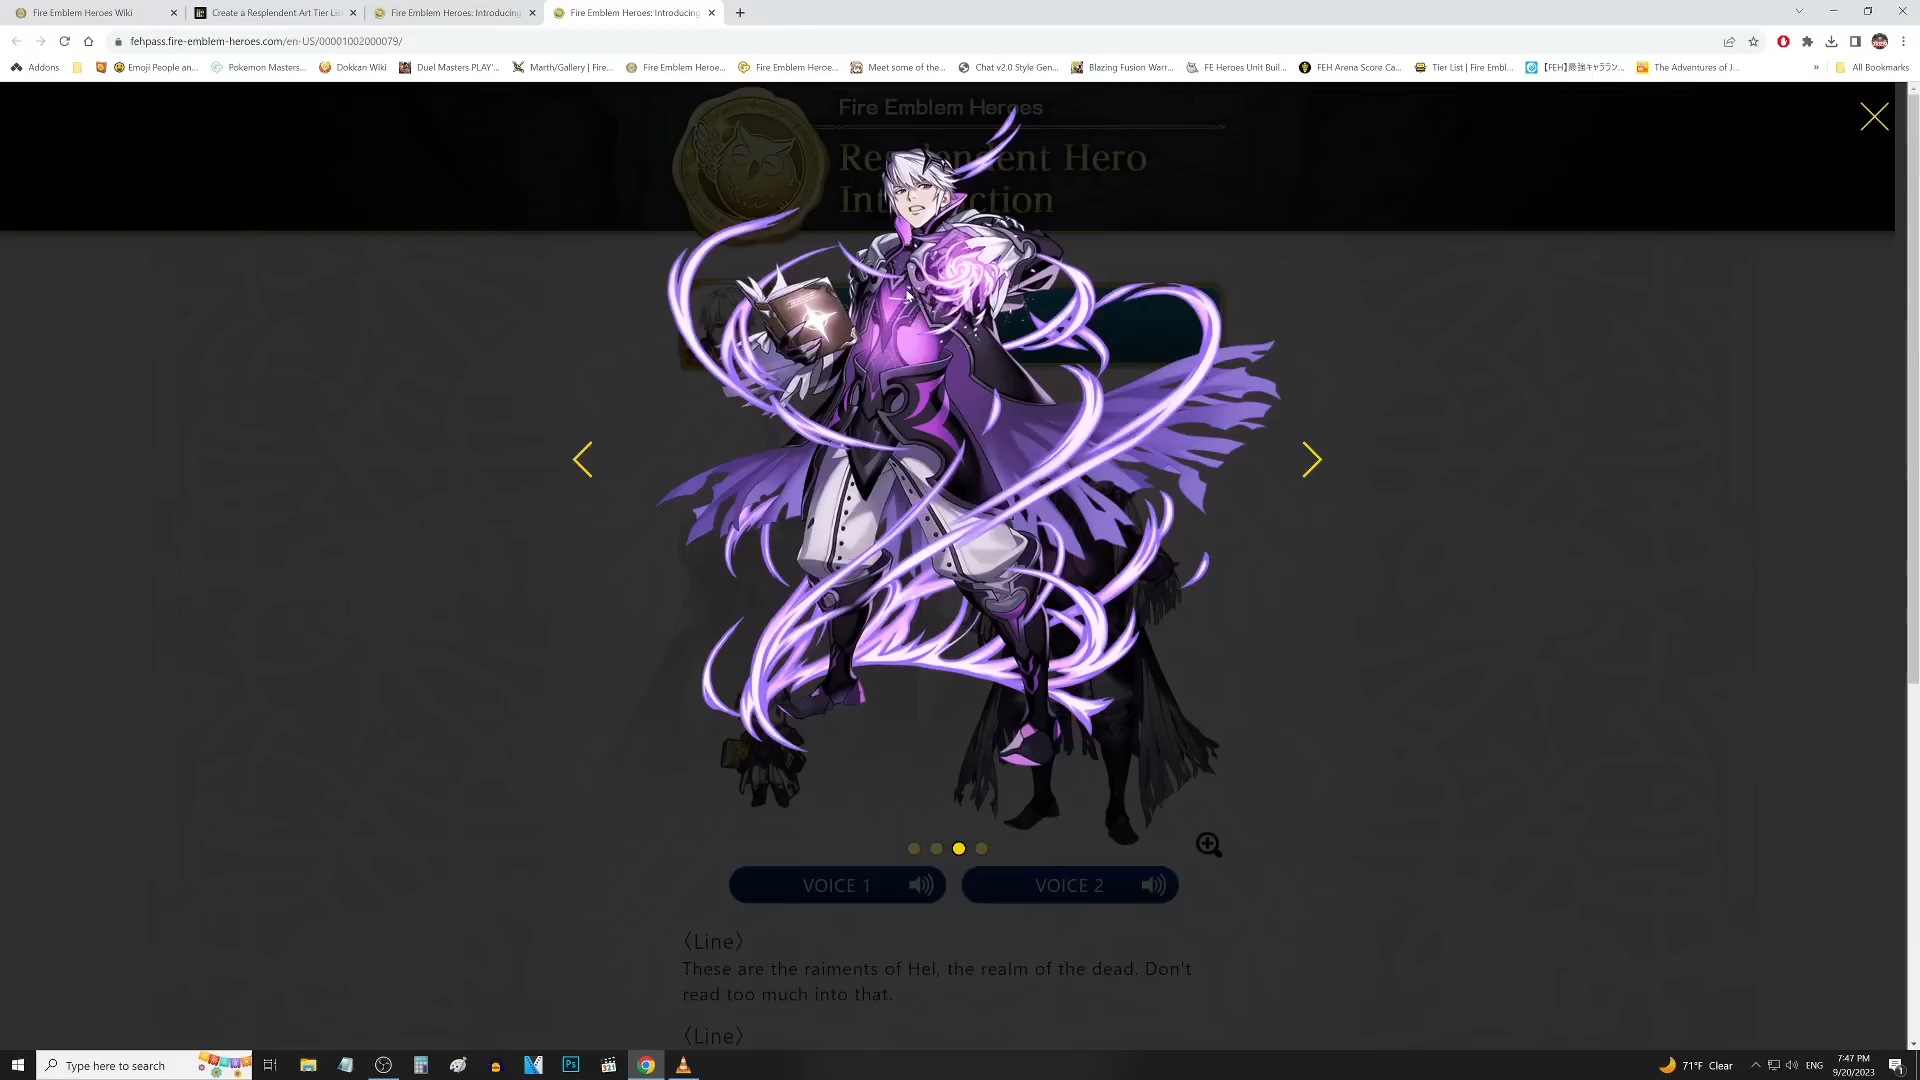 Fire Emblem Heroes Wiki
Create a Resplendent Art Tier Lis
Fire Emblem Heroes: Introducing
Fire Emblem Heroes: Introducing
fehpass.fire-emblem-heroes.com/en-US/00001002000079/
Addons
Emoji People an...
Pokemon Masters...
Dokkan Wiki
Duel Masters PLAY'...
Marth/Gallery | Fire...
Fire Emblem Heroe...
Fire Emblem Heroe...
Meet some of the...
Chat v2.0 Style Gen...
Blazing Fusion Warr...
FE Heroes Unit Buil...
FEH Arena Score Ca...
Tier List | Fire Embl...
【FEH】最強キャララン...
The Adventures of J...
»
All Bookmarks
Fire Emblem Heroes
Resplendent Hero
Introduction
VOICE 1
VOICE 2
〈Line〉
These are the raiments of Hel, the realm of the dead. Don't
read too much into that.
〈Line〉
Type here to search
Ps
321
71°F Clear
ENG
7:47 PM
9/20/2023
1